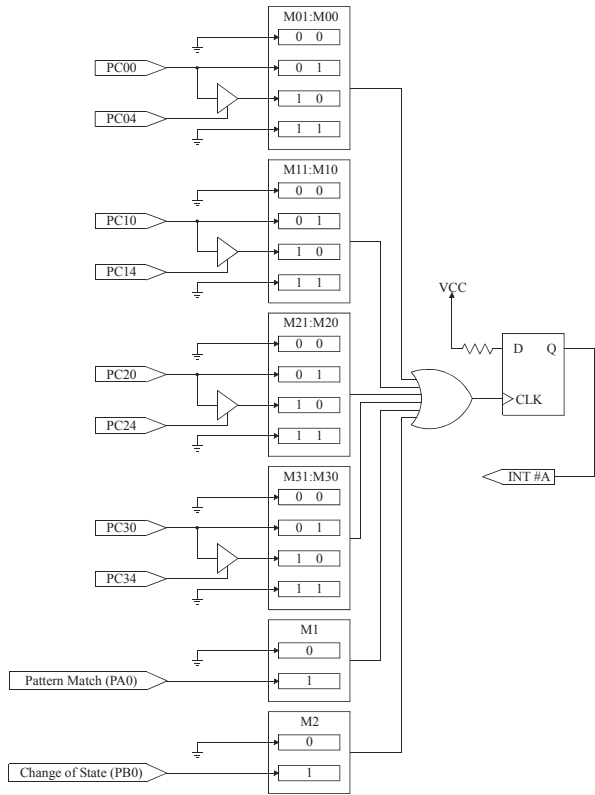 M01:M00
0 0
PC00
0 1
1 0
PC04
1 1
M11:M10
0 0
PC10
0 1
1 0
PC14
1 1
VCC
M21:M20
0 0
D Q
PC20
0 1
CLK
1 0
PC24
1 1
M31:M30
INT #A
0 0
PC30
0 1
1 0
PC34
1 1
M1
0
Pattern Match (PA0)
1
M2
0
Change of State (PB0)
1